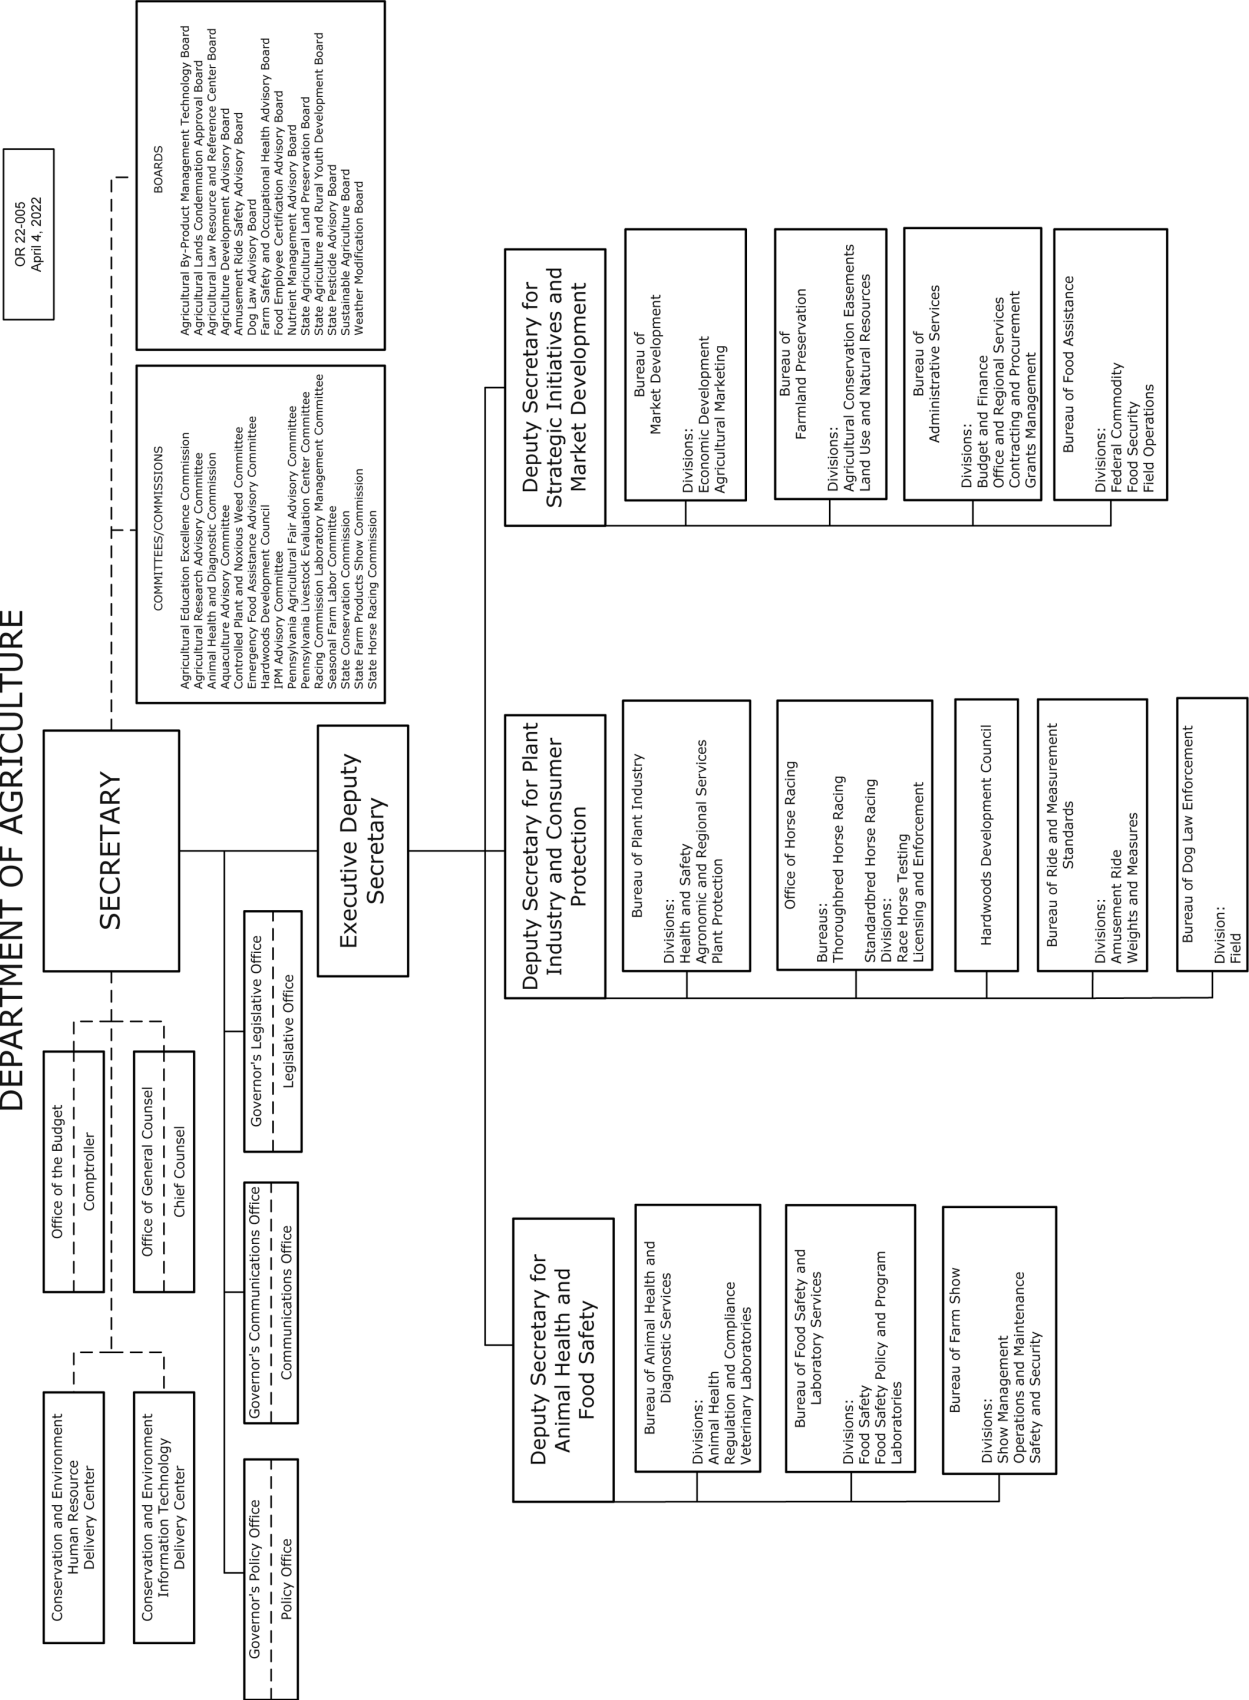 DEPARTMENT OF AGRICULTURE
OR 22-005
April 4, 2022
Conservation and Environment
Human Resource
Delivery Center
Conservation and Environment
Information Technology
Delivery Center
Office of the Budget
Comptroller
Office of General Counsel
Chief Counsel
SECRETARY
COMMITTEES/COMMISSIONS
Agricultural Education Excellence Commission
Agricultural Research Advisory Committee
Animal Health and Diagnostic Commission
Aquaculture Advisory Committee
Controlled Plant and Noxious Weed Committee
Emergency Food Assistance Advisory Committee
Hardwoods Development Council
IPM Advisory Committee
Pennsylvania Agricultural Fair Advisory Committee
Pennsylvania Livestock Evaluation Center Committee
Racing Commission Laboratory Management Committee
Seasonal Farm Labor Committee
State Conservation Commission
State Farm Products Show Commission
State Horse Racing Commission
BOARDS
Agricultural By-Product Management Technology Board
Agricultural Lands Condemnation Approval Board
Agricultural Law Resource and Reference Center Board
Agriculture Development Advisory Board
Amusement Ride Safety Advisory Board
Dog Law Advisory Board
Farm Safety and Occupational Health Advisory Board
Food Employee Certification Advisory Board
Nutrient Management Advisory Board
State Agricultural Land Preservation Board
State Agriculture and Rural Youth Development Board
State Pesticide Advisory Board
Sustainable Agriculture Board
Weather Modification Board
Governor's Policy Office
Policy Office
Governor's Communications Office
Communications Office
Governor's Legislative Office
Legislative Office
Executive Deputy
Secretary
Deputy Secretary for
Animal Health and
Food Safety
Bureau of Animal Health and
Diagnostic Services
Divisions:
Animal Health
Regulation and Compliance
Veterinary Laboratories
Bureau of Food Safety and
Laboratory Services
Divisions:
Food Safety
Food Safety Policy and Program
Laboratories
Bureau of Farm Show
Divisions:
Show Management
Operations and Maintenance
Safety and Security
Deputy Secretary for Plant
Industry and Consumer
Protection
Bureau of Plant Industry
Divisions:
Health and Safety
Agronomic and Regional Services
Plant Protection
Office of Horse Racing
Bureaus:
Thoroughbred Horse Racing
Standardbred Horse Racing
Divisions:
Race Horse Testing
Licensing and Enforcement
Hardwoods Development Council
Bureau of Ride and Measurement
Standards
Divisions:
Amusement Ride
Weights and Measures
Bureau of Dog Law Enforcement
Division:
Field
Deputy Secretary for
Strategic Initiatives and
Market Development
Bureau of
Market Development
Divisions:
Economic Development
Agricultural Marketing
Bureau of
Farmland Preservation
Divisions:
Agricultural Conservation Easements
Land Use and Natural Resources
Bureau of
Administrative Services
Divisions:
Budget and Finance
Office and Regional Services
Contracting and Procurement
Grants Management
Bureau of Food Assistance
Divisions:
Federal Commodity
Food Security
Field Operations